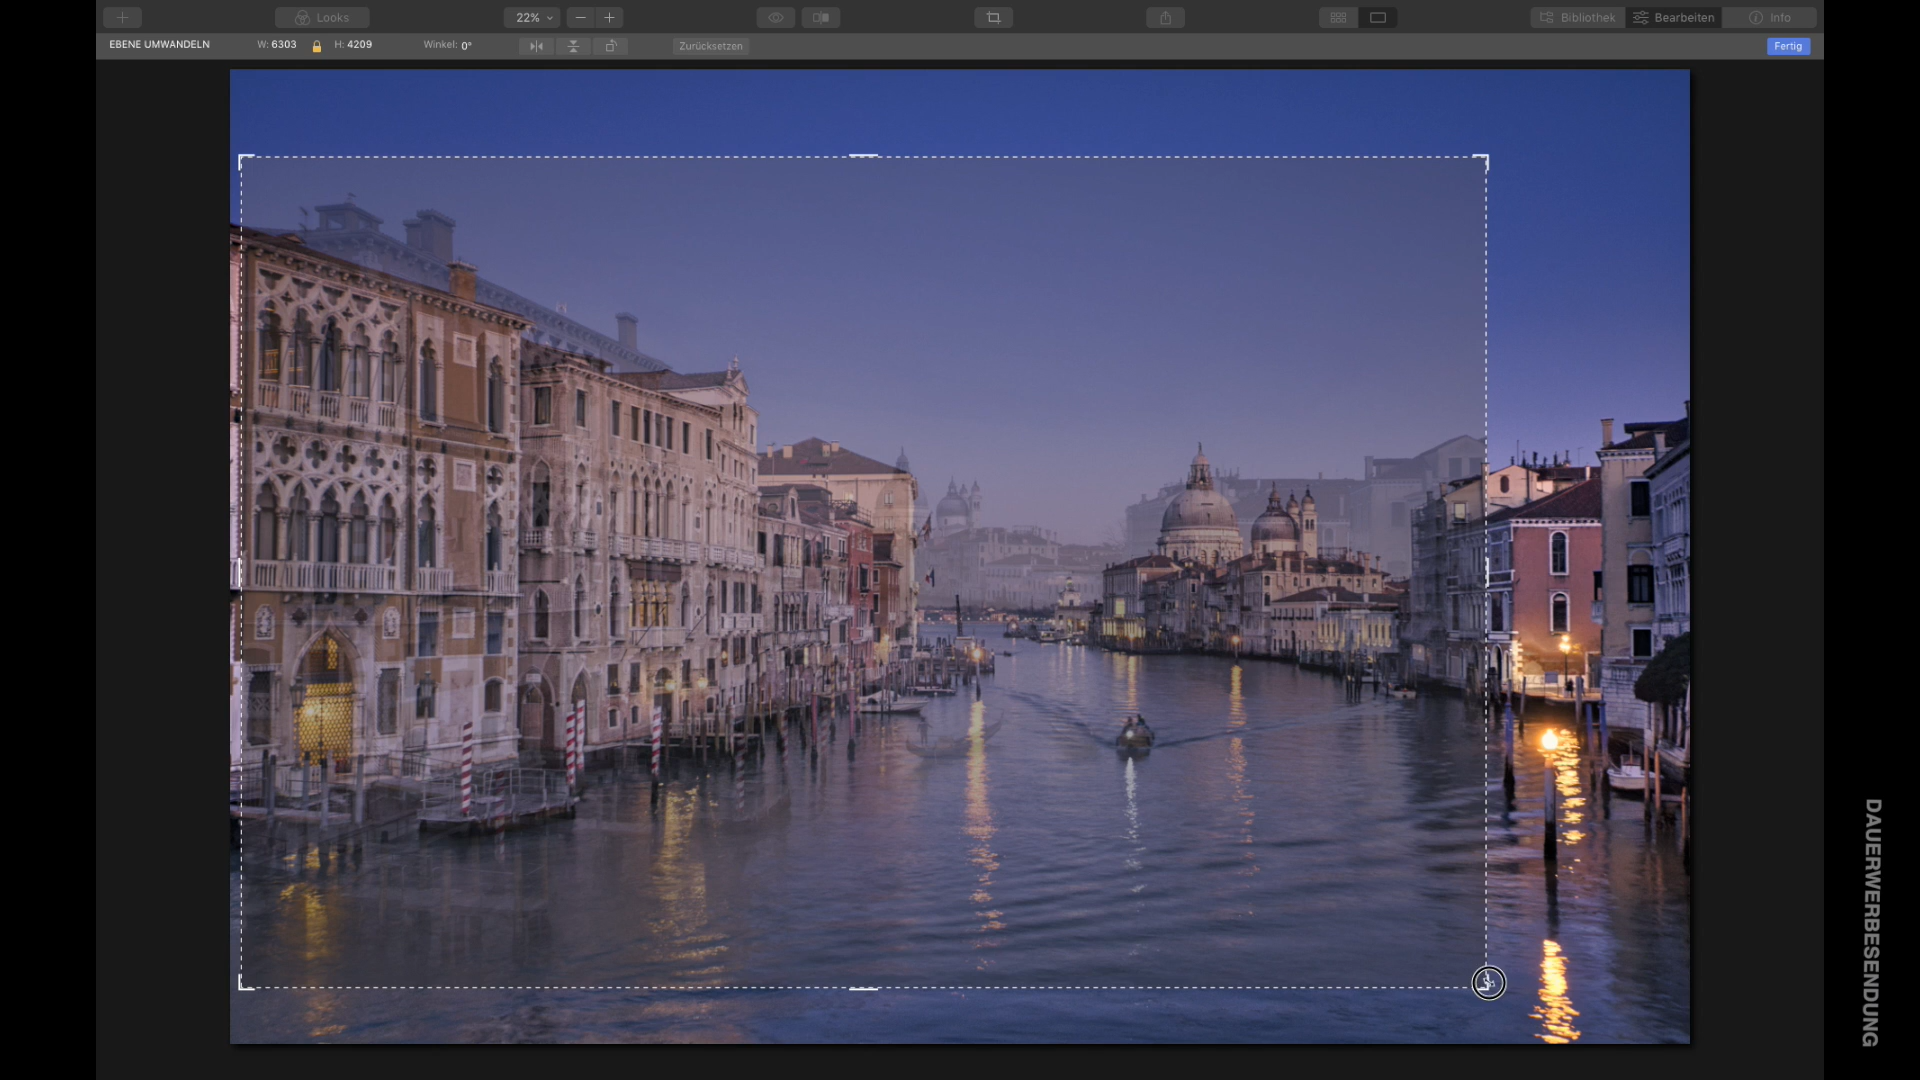 Looks
22%
Bibliothek
Bearbeiten
Info
EBENE UMWANDELN
W: 6303
H: 4209
Winkel: 0°
Zurücksetzen
Fertig
DAUERWERBESENDUNG